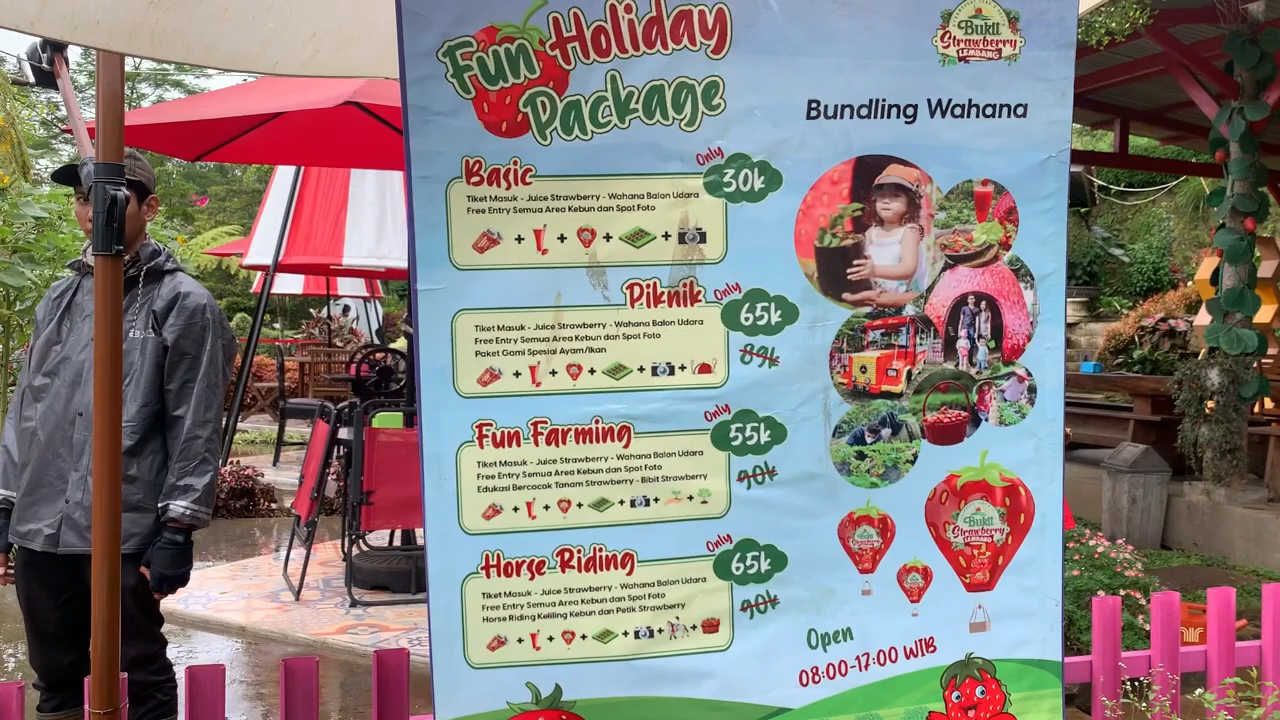 Fun Holiday
Package
Bukit
Strawberry
LEMBANG
Bundling Wahana
Basic
Only
30k
Tiket Masuk - Juice Strawberry - Wahana Balon Udara
Free Entry Semua Area Kebun dan Spot Foto
Piknik
Only
65k
89k
Tiket Masuk - Juice Strawberry - Wahana Balon Udara
Free Entry Semua Area Kebun dan Spot Foto
Paket Gami Spesial Ayam/Ikan
Fun Farming
Only
55k
90k
Tiket Masuk - Juice Strawberry - Wahana Balon Udara
Free Entry Semua Area Kebun dan Spot Foto
Edukasi Bercocok Tanam Strawberry - Bibit Strawberry
Horse Riding
Only
65k
90k
Tiket Masuk - Juice Strawberry - Wahana Balon Udara
Free Entry Semua Area Kebun dan Spot Foto
Horse Riding Keliling Kebun dan Petik Strawberry
Bukit
Strawberry
LEMBANG
Open
08:00-17:00 WIB